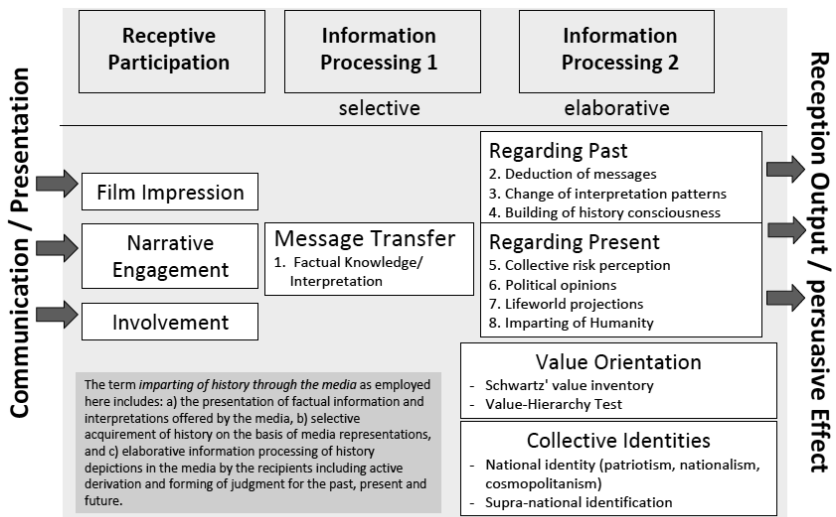 Communication / Presentation
Receptive
Participation
Information
Processing 1
selective
Information
Processing 2
elaborative
Film Impression
Narrative
Engagement
Involvement
Message Transfer
1. Factual Knowledge/
Interpretation
Regarding Past
2. Deduction of messages
3. Change of interpretation patterns
4. Building of history consciousness
Regarding Present
5. Collective risk perception
6. Political opinions
7. Lifeworld projections
8. Imparting of Humanity
Value Orientation
- Schwartz' value inventory
- Value-Hierarchy Test
Collective Identities
- National identity (patriotism, nationalism,
cosmopolitanism)
- Supra-national identification
The term imparting of history through the media as employed
here includes: a) the presentation of factual information and
interpretations offered by the media, b) selective
acquirement of history on the basis of media representations,
and c) elaborative information processing of history
depictions in the media by the recipients including active
derivation and forming of judgment for the past, present and
future.
Reception Output / persuasive Effect